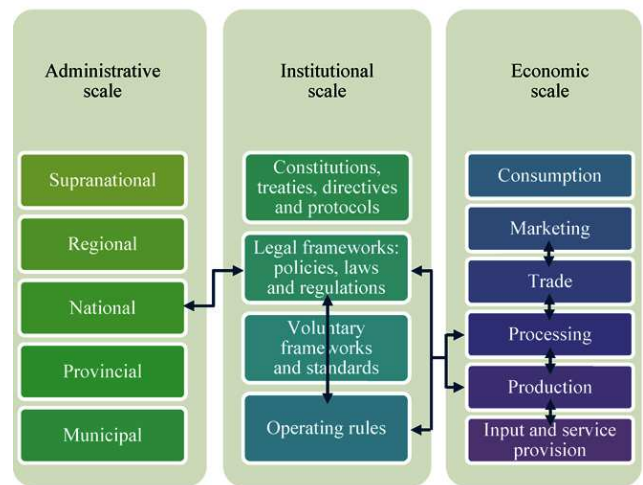 Administrative
scale
Supranational
Regional
National
Provincial
Municipal
Institutional
scale
Constitutions,
treaties, directives
and protocols
Legal frameworks:
policies, laws
and regulations
Voluntary
frameworks
and standards
Operating rules
Economic
scale
Consumption
Marketing
Trade
Processing
Production
Input and service
provision